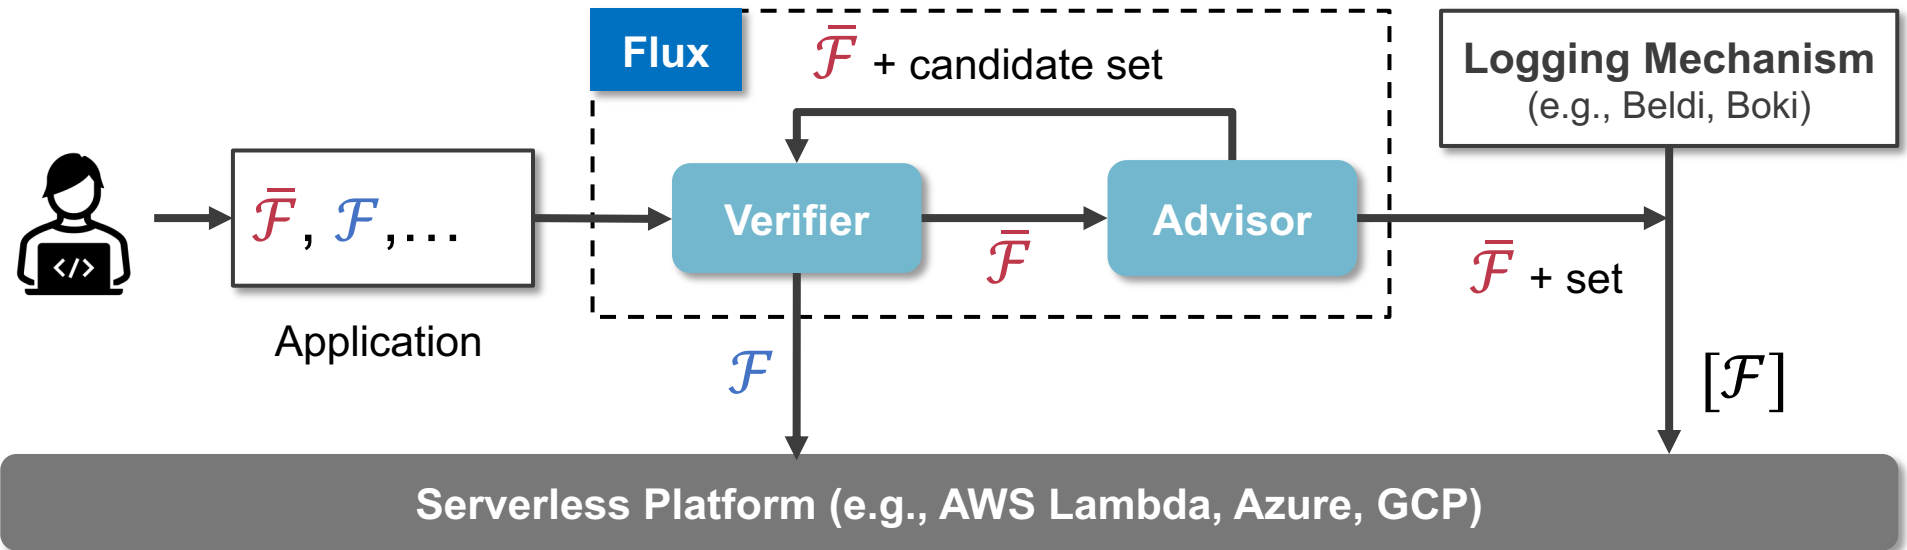 Flux
ℱ̅ + candidate set
Logging Mechanism
(e.g., Beldi, Boki)
ℱ̅, ℱ,...
</>
Verifier
ℱ̅
Advisor
ℱ̅ + set
Application
ℱ
[ℱ]
Serverless Platform (e.g., AWS Lambda, Azure, GCP)